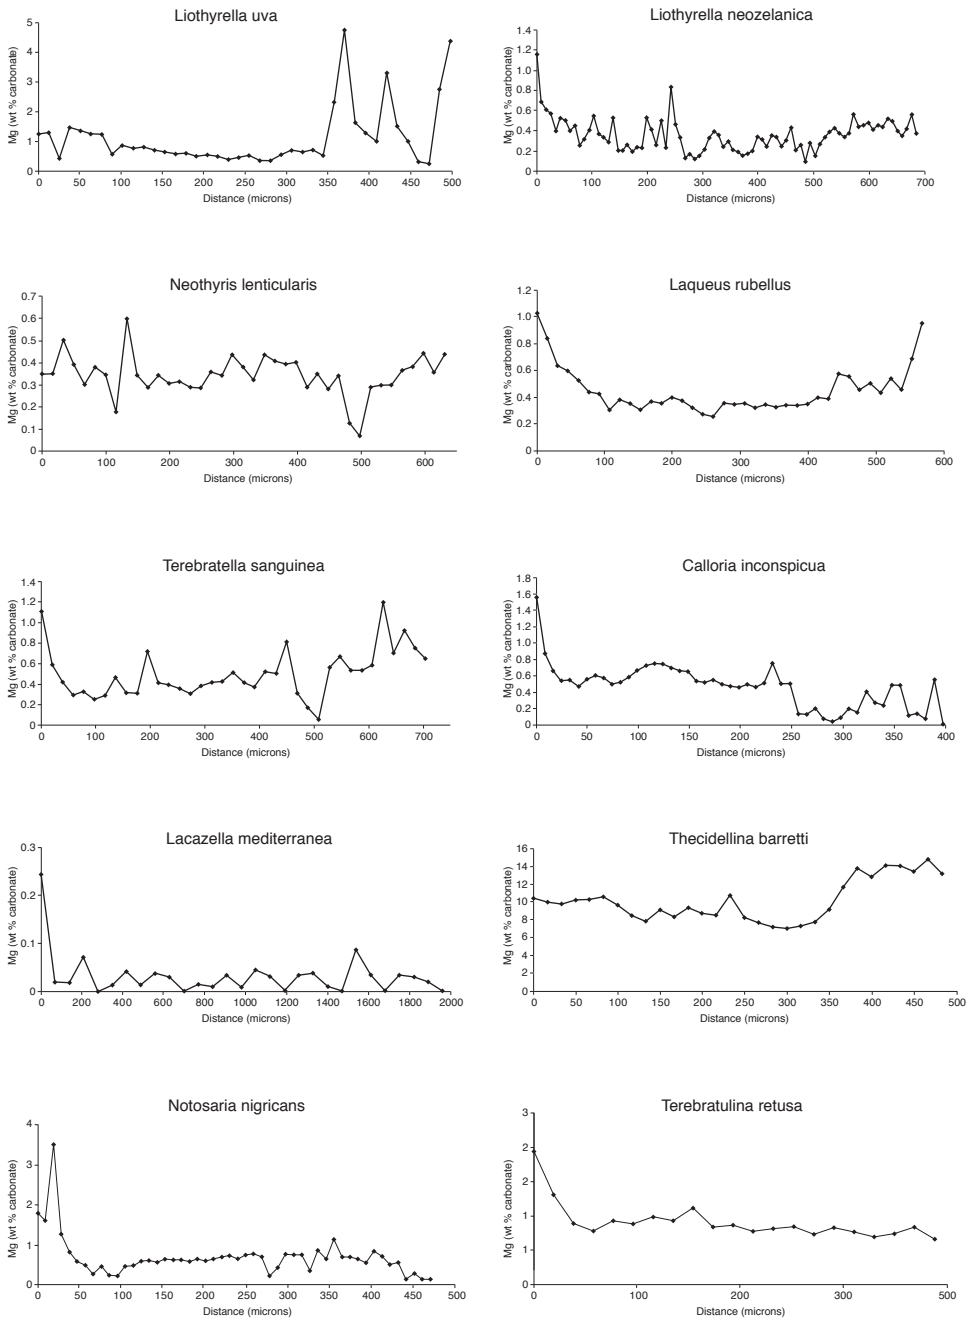 Liothyrella uva
Mg (wt % carbonate)
5
4
3
2
1
0
0 50 100 150 200 250 300 350 400 450 500
Distance (microns)
Liothyrella neozelanica
Mg (wt % carbonate)
1.4
1.2
1.0
0.8
0.6
0.4
0.2
0
0 100 200 300 400 500 600 700
Distance (microns)
Neothyris lenticularis
Mg (wt % carbonate)
0.7
0.6
0.5
0.4
0.3
0.2
0.1
0
0 100 200 300 400 500 600
Distance (microns)
Laqueus rubellus
Mg (wt % carbonate)
1.2
1.0
0.8
0.6
0.4
0.2
0
0 100 200 300 400 500 600
Distance (microns)
Terebratella sanguinea
Mg (wt % carbonate)
1.4
1.2
1.0
0.8
0.6
0.4
0.2
0
0 100 200 300 400 500 600 700
Distance (microns)
Calloria inconspicua
Mg (wt % carbonate)
1.8
1.6
1.4
1.2
1.0
0.8
0.6
0.4
0.2
0
0 50 100 150 200 250 300 350 400
Distance (microns)
Lacazella mediterranea
Mg (wt % carbonate)
0.3
0.2
0.1
0
0 200 400 600 800 1000 1200 1400 1600 1800 2000
Distance (microns)
Thecidellina barretti
Mg (wt % carbonate)
16
14
12
10
8
6
4
2
0
0 50 100 150 200 250 300 350 400 450 500
Distance (microns)
Notosaria nigricans
Mg (wt % carbonate)
4
3
2
1
0
0 50 100 150 200 250 300 350 400 450 500
Distance (microns)
Terebratulina retusa
Mg (wt % carbonate)
3
2
2
1
1
0
0 100 200 300 500
Distance (microns)